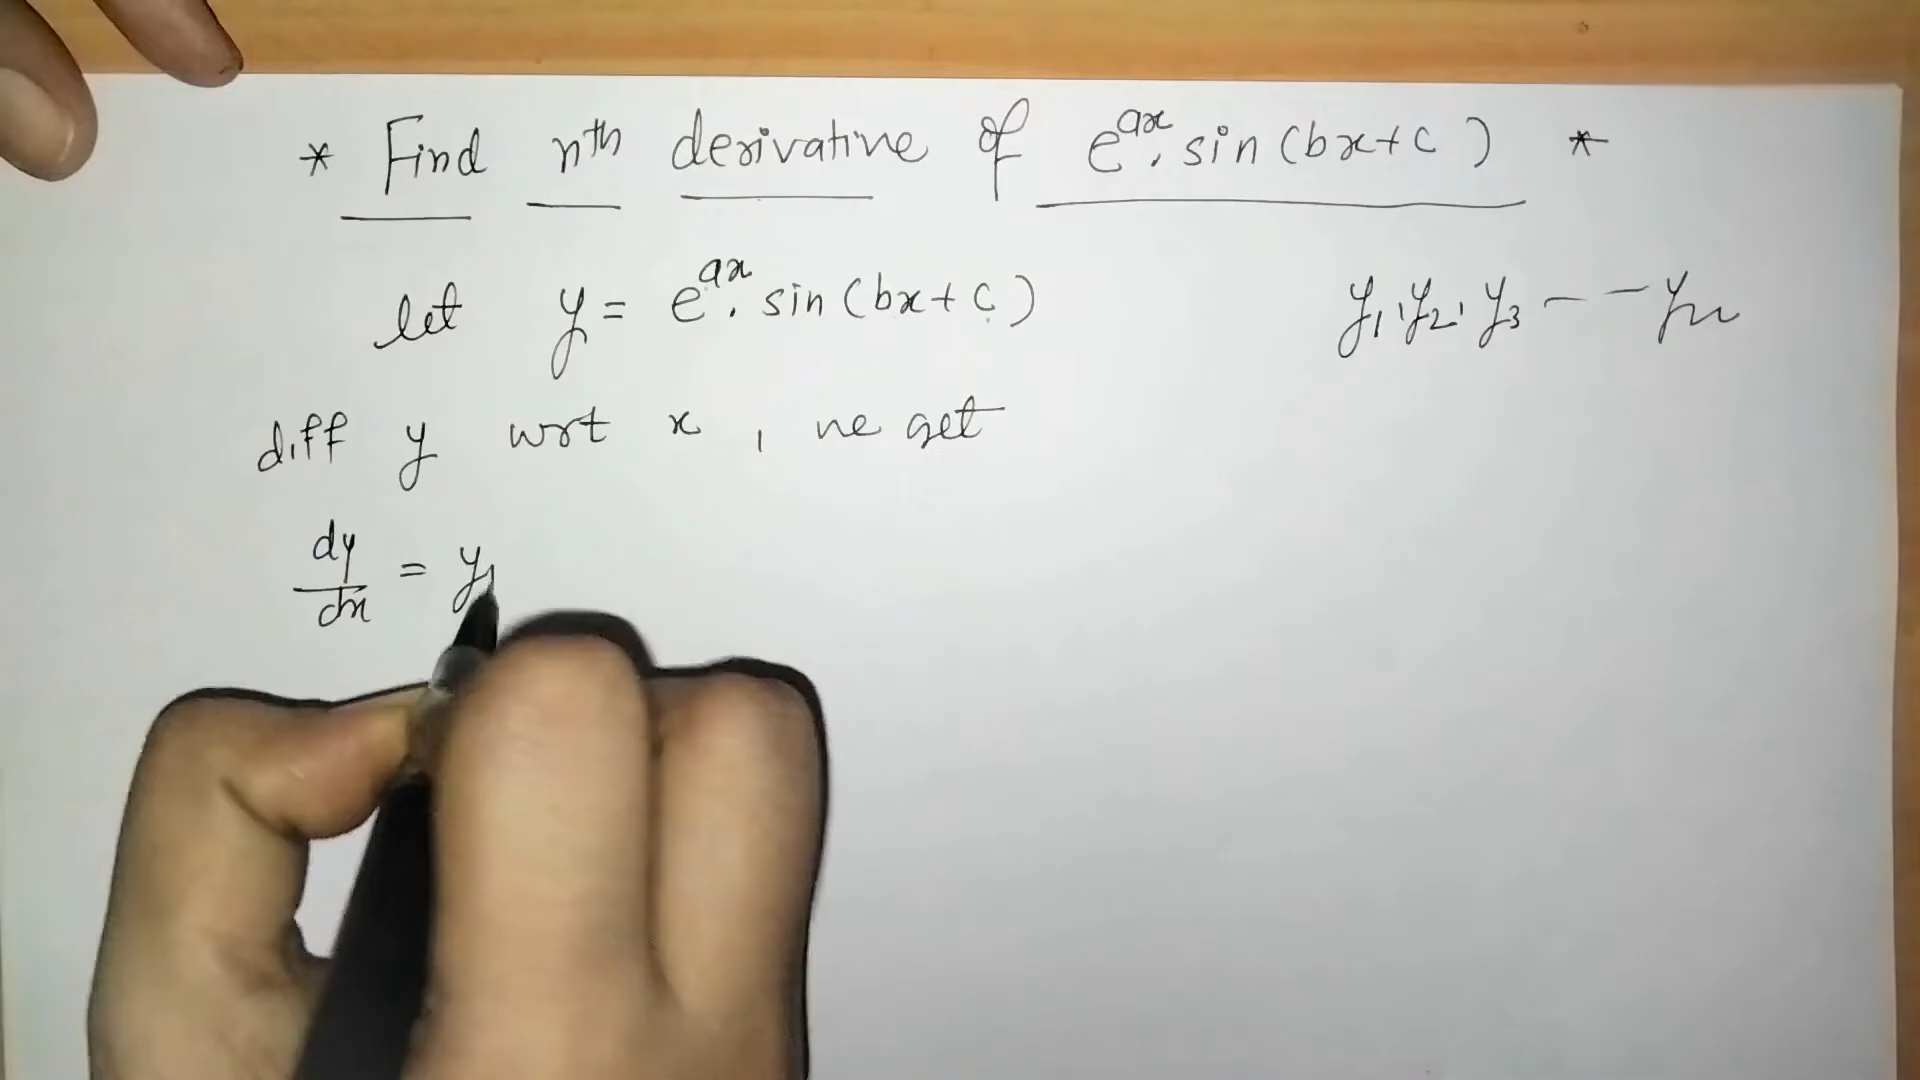 * Find nth derivative of e^ax . sin (bx+c) *
let y = e^ax . sin (bx+c)
y1, y2, y3 - - yn
diff y wrt x , we get
dy/dx = y1